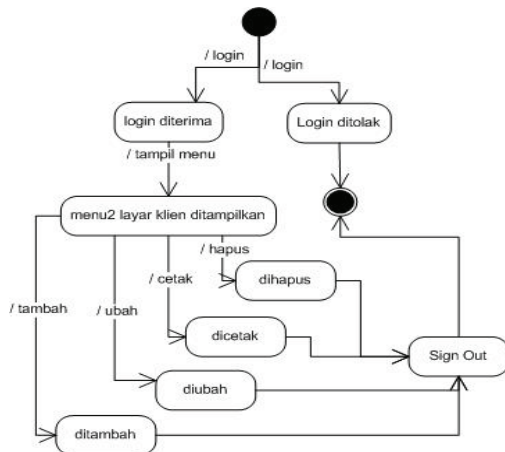 / login
/ login
login diterima
Login ditolak
/ tampil menu
menu2 layar klien ditampilkan
/ hapus
/ cetak
/ ubah
/ tambah
dihapus
dicetak
Sign Out
diubah
ditambah